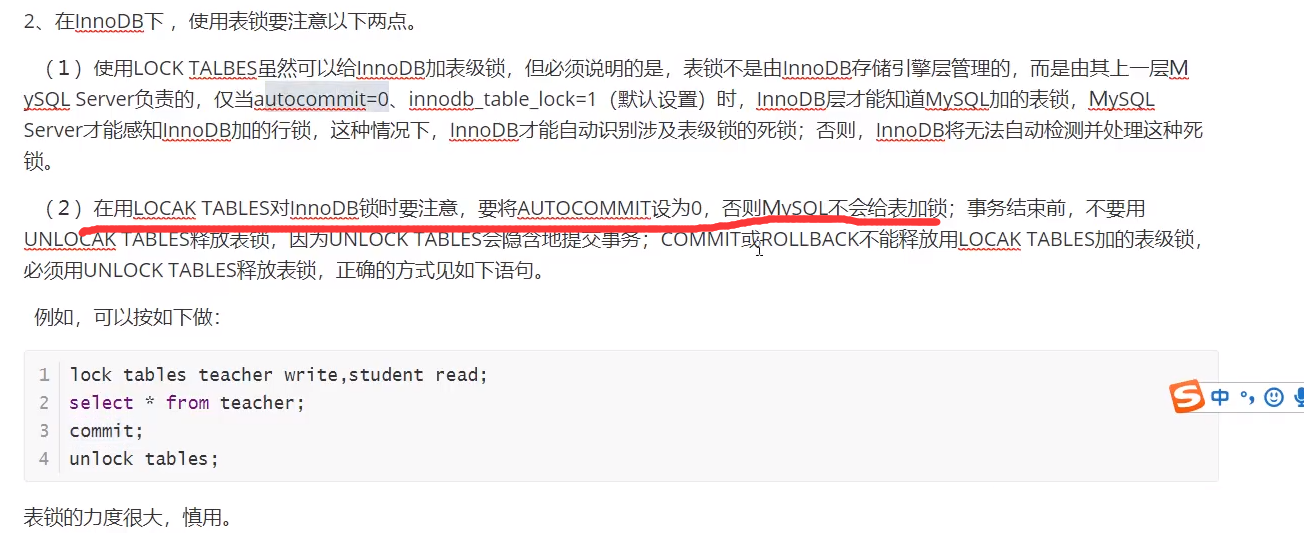 2、在InnoDB下 ，使用表锁要注意以下两点。
（１）使用LOCK TALBES虽然可以给InnoDB加表级锁，但必须说明的是，表锁不是由InnoDB存储引擎层管理的，而是由其上一层Ｍ
ySQL Server负责的，仅当autocommit=0、innodb_table_lock=1（默认设置）时，InnoDB层才能知道MySQL加的表锁，ＭySQL
Server才能感知InnoDB加的行锁，这种情况下，InnoDB才能自动识别涉及表级锁的死锁；否则，InnoDB将无法自动检测并处理这种死
锁。
（２）在用LOCAK TABLES对InnoDB锁时要注意，要将AUTOCOMMIT设为0，否则ＭySQL不会给表加锁；事务结束前，不要用
UNLOCAK TABLES释放表锁，因为UNLOCK TABLES会隐含地提交事务；COMMIT或ROLLBACK不能释放用LOCAK TABLES加的表级锁，
必须用UNLOCK TABLES释放表锁，正确的方式见如下语句。
例如，可以按如下做：
1 lock tables teacher write,student read;
2 select * from teacher;
3 commit;
4 unlock tables;
S 中 °,
表锁的力度很大，慎用。